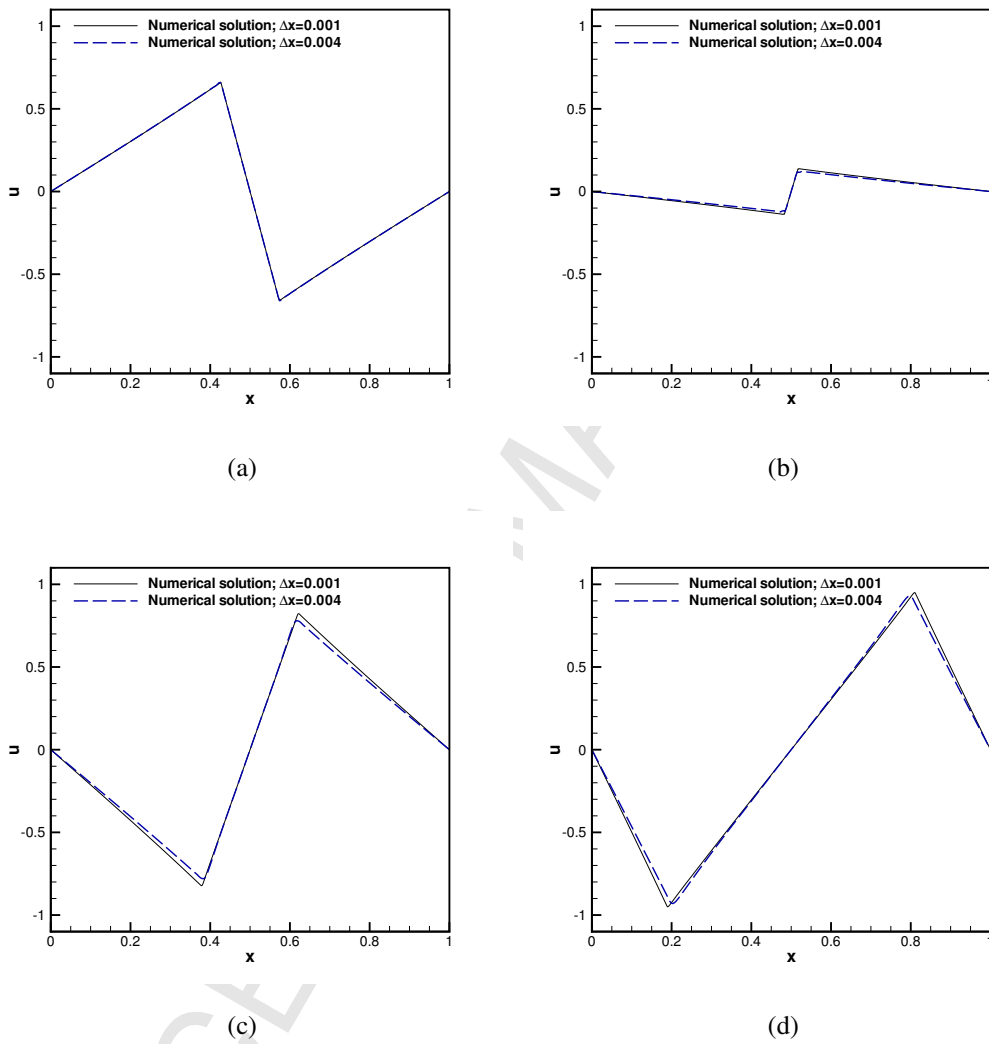 Numerical solution; Δx=0.001
Numerical solution; Δx=0.004
u
1
0.5
0
-0.5
-1
0 0.2 0.4 0.6 0.8 1
x
(a)
Numerical solution; Δx=0.001
Numerical solution; Δx=0.004
u
1
0.5
0
-0.5
-1
0 0.2 0.4 0.6 0.8 1
x
(b)
Numerical solution; Δx=0.001
Numerical solution; Δx=0.004
u
1
0.5
0
-0.5
-1
0 0.2 0.4 0.6 0.8 1
x
(c)
Numerical solution; Δx=0.001
Numerical solution; Δx=0.004
u
1
0.5
0
-0.5
-1
0 0.2 0.4 0.6 0.8 1
x
(d)